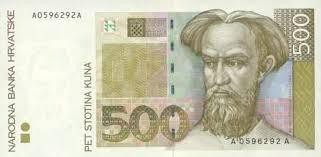 NARODNA BANKA HRVATSKE
A0596292A
PET STOTINA KUNA
500
500
A0596292A